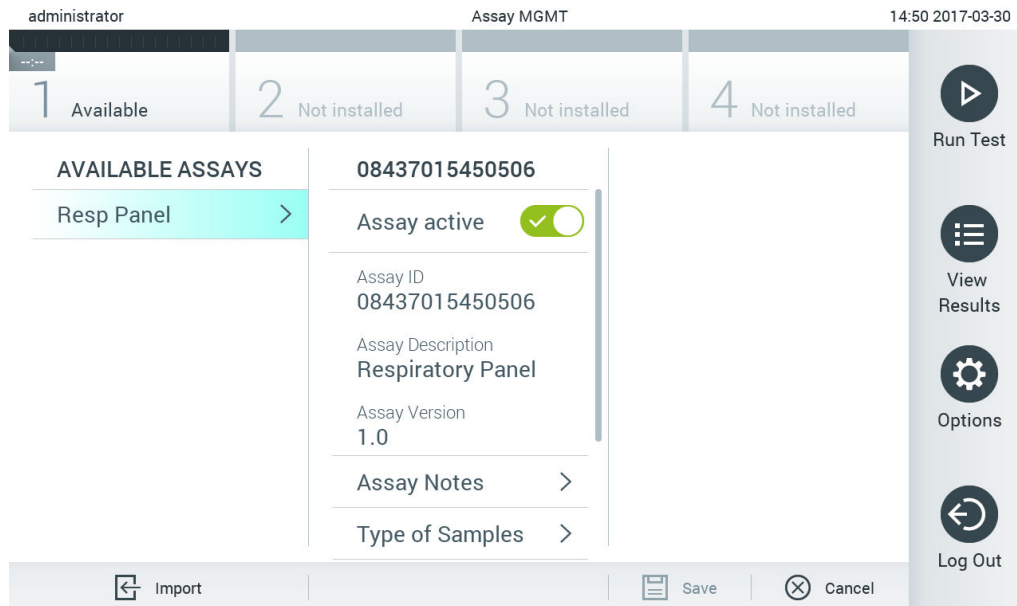 administrator
Assay MGMT
14:50 2017-03-30
--:--
1 Available
2 Not installed
3 Not installed
4 Not installed
AVAILABLE ASSAYS
Resp Panel
08437015450506
Assay active
Assay ID
08437015450506
Assay Description
Respiratory Panel
Assay Version
1.0
Assay Notes
Type of Samples
Run Test
View
Results
Options
Log Out
Import
Save
Cancel